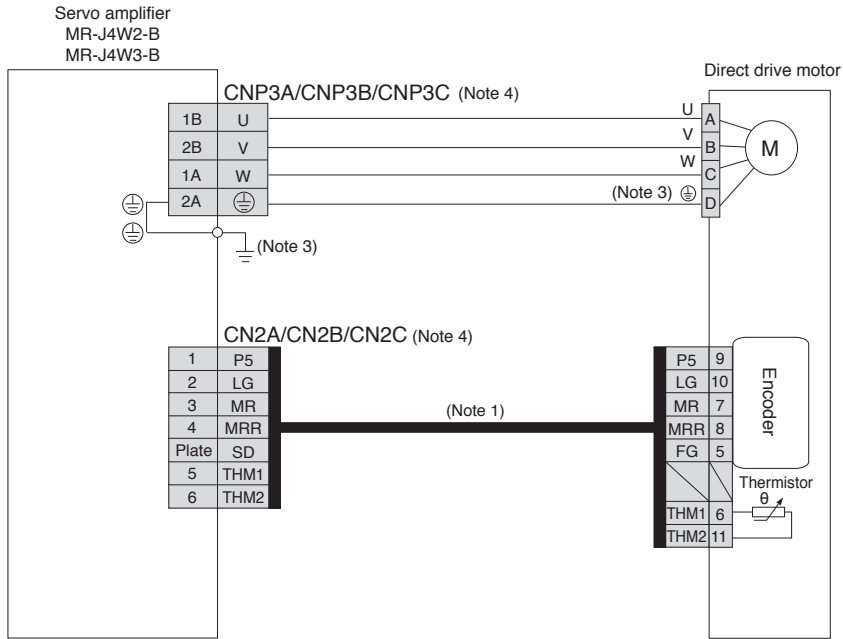 Servo amplifier
MR-J4W2-B
MR-J4W3-B
Direct drive motor
CNP3A/CNP3B/CNP3C (Note 4)
1B U
2B V
1A W
2A
U A
V B
W C
(Note 3) D
M
(Note 3)
CN2A/CN2B/CN2C (Note 4)
1 P5
2 LG
3 MR
4 MRR
Plate SD
5 THM1
6 THM2
(Note 1)
P5 9
LG 10
MR 7
MRR 8
FG 5
THM1 6
THM2 11
Encoder
Thermistor
θ